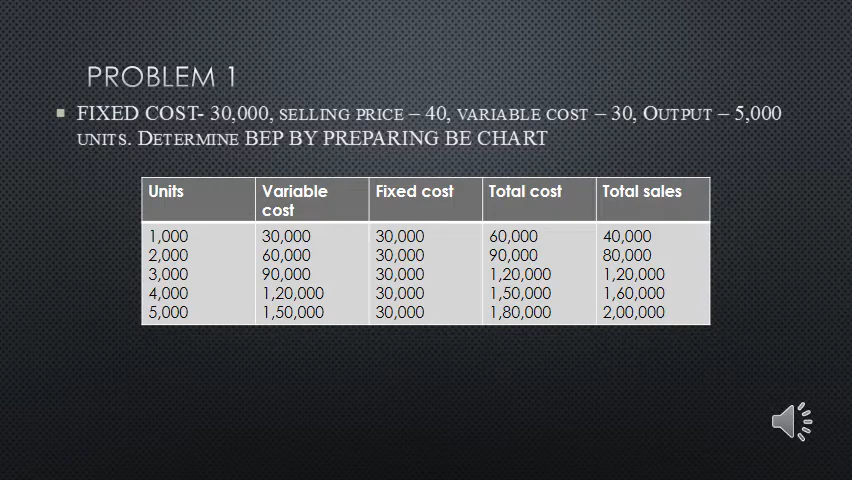 PROBLEM 1
FIXED COST- 30,000, SELLING PRICE – 40, VARIABLE COST – 30, OUTPUT – 5,000
UNITS. DETERMINE BEP BY PREPARING BE CHART
Units Variable cost Fixed cost Total cost Total sales
1,000 30,000 30,000 60,000 40,000
2,000 60,000 30,000 90,000 80,000
3,000 90,000 30,000 1,20,000 1,20,000
4,000 1,20,000 30,000 1,50,000 1,60,000
5,000 1,50,000 30,000 1,80,000 2,00,000